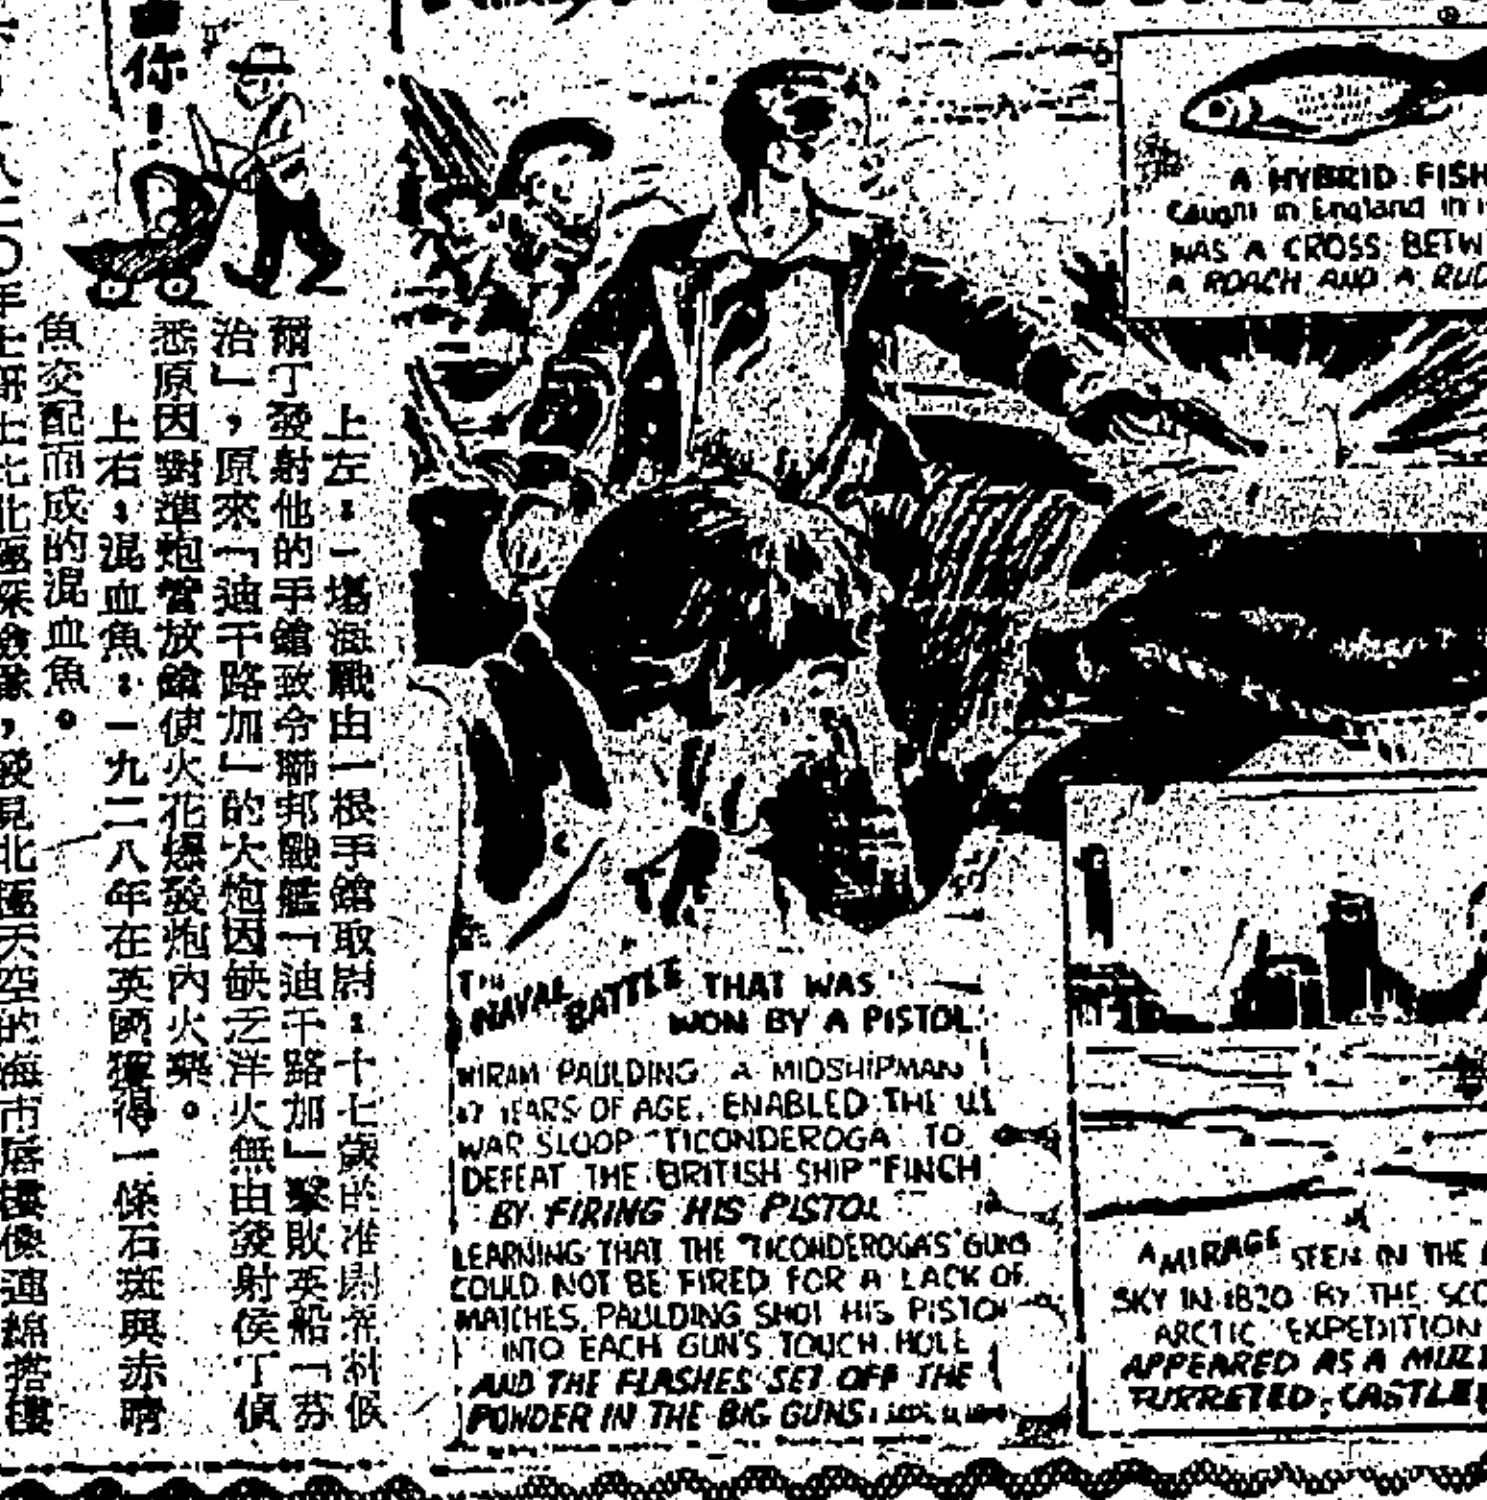 你！
A HYBRID FISH
Caught in England in
WAS A CROSS BETW
A ROACH AND A RUD
上左：一場海戰由一根手鎗取尉：十七歲的准尉希林侯
爾丁發射他的手鎗致令聯邦戰艦「迪干路加」擊敗英船「芬
治」，原來「迪干路加」的大炮因缺乏洋火無由發射侯丁偵
悉原因對準炮管放鎗使火花爆發炮內火藥。
上右：混血魚：一九二八年在英國獲得一條石斑與赤睛
魚交配而成的混血魚。
北極探險隊，發見北極天空的海市蜃樓像連綿搭樓
THE NAVAL BATTLE THAT WAS
WON BY A PISTOL.
HIRAM PAULDING, A MIDSHIPMAN
17 YEARS OF AGE, ENABLED THE U.S
WAR SLOOP "TICONDEROGA" TO
DEFEAT THE BRITISH SHIP "FINCH
BY FIRING HIS PISTOL
LEARNING THAT THE "TICONDEROGA'S" GUNS
COULD NOT BE FIRED FOR A LACK OF
MATCHES, PAULDING SHOT HIS PISTOL
INTO EACH GUN'S TOUCH HOLE
AND THE FLASHES SET OFF THE
POWDER IN THE BIG GUNS
A MIRAGE SEEN IN THE
SKY IN 1820 BY THE SCO
ARCTIC EXPEDITION
APPEARED AS A MULT
TURRETED CASTLE